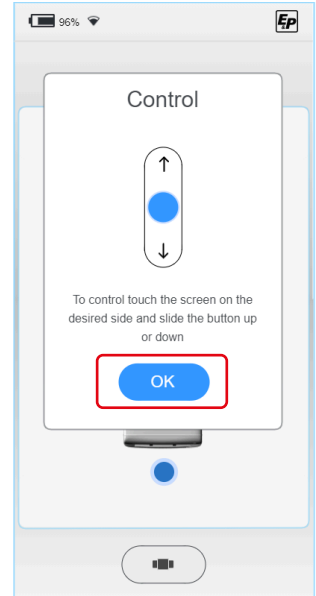 96%
EP
Control
To control touch the screen on the
desired side and slide the button up
or down
OK